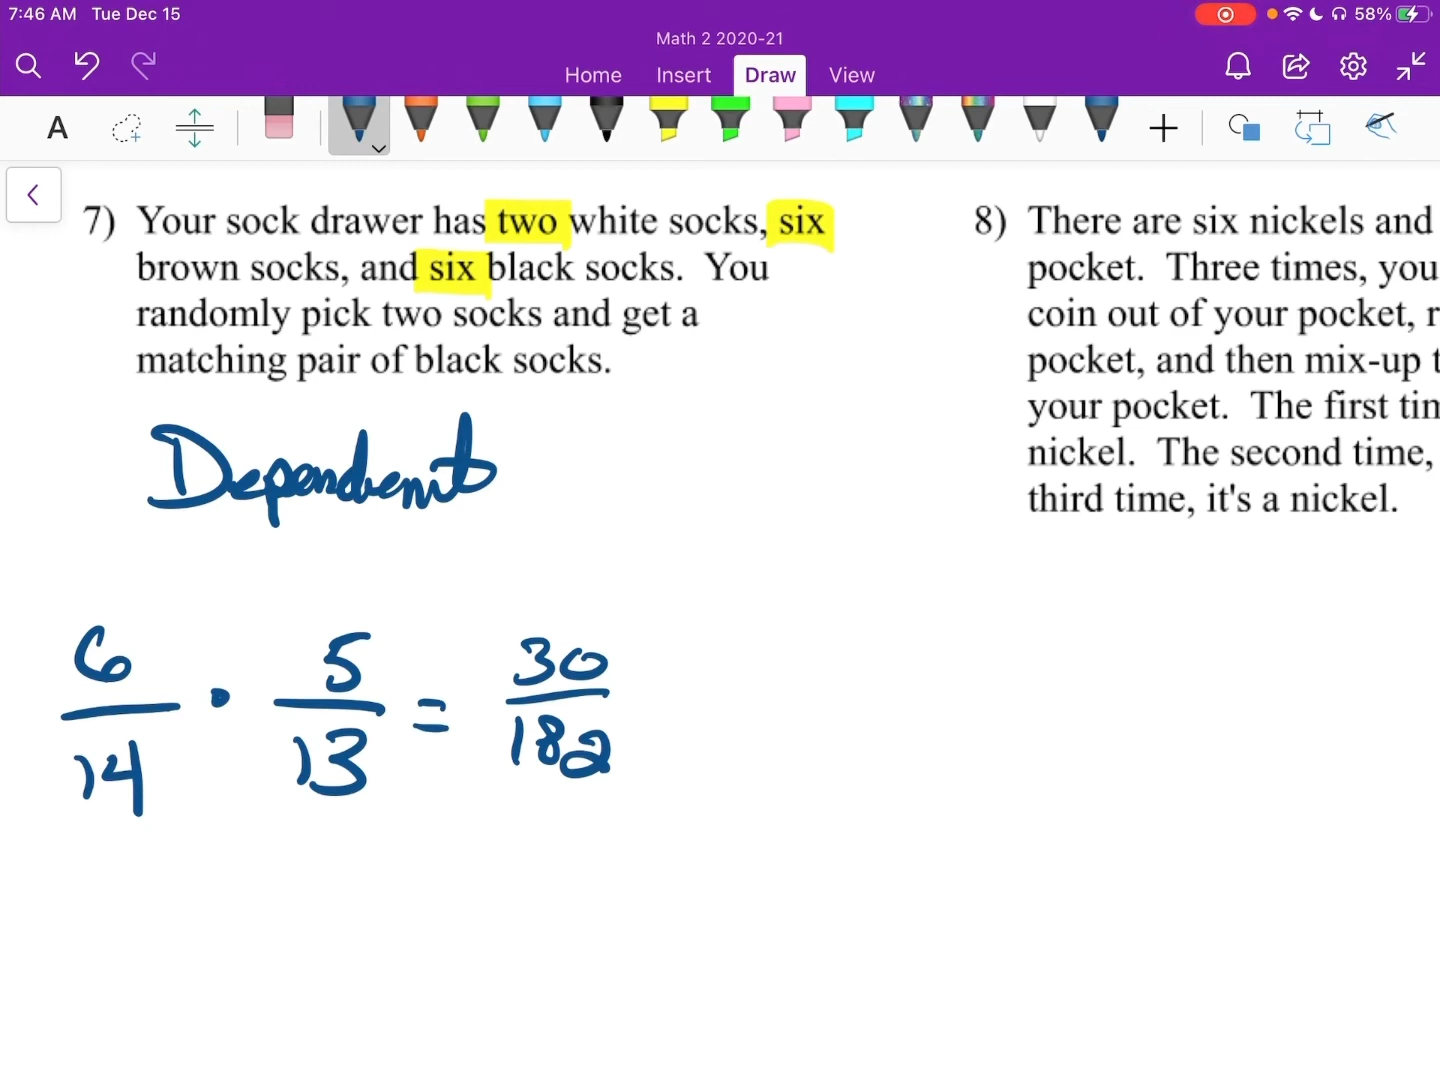 7:46 AM Tue Dec 15
58%
Math 2 2020-21
Home Insert Draw View
A
7) Your sock drawer has two white socks, six
brown socks, and six black socks. You
randomly pick two socks and get a
matching pair of black socks.
Dependent
6/14 · 5/13 = 30/182
8) There are six nickels and
pocket. Three times, you
coin out of your pocket, r
pocket, and then mix-up t
your pocket. The first tim
nickel. The second time,
third time, it's a nickel.